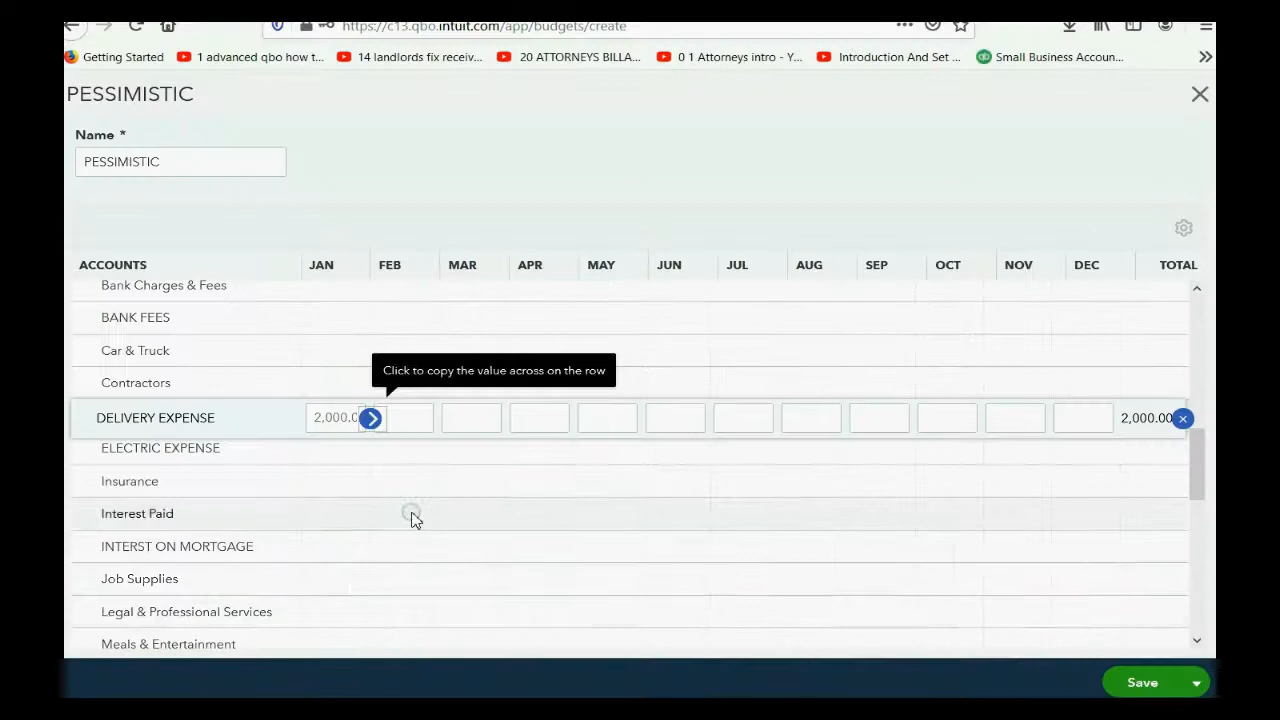 https://c13.qbo.intuit.com/app/budgets/create
Getting Started 1 advanced qbo how t... 14 landlords fix receiv... 20 ATTORNEYS BILLA... 0 1 Attorneys intro - Y... Introduction And Set ... Small Business Accoun...
PESSIMISTIC
Name *
PESSIMISTIC
ACCOUNTS JAN FEB MAR APR MAY JUN JUL AUG SEP OCT NOV DEC TOTAL
Bank Charges & Fees
BANK FEES
Car & Truck
Click to copy the value across on the row
Contractors
DELIVERY EXPENSE 2,000.0 2,000.00
ELECTRIC EXPENSE
Insurance
Interest Paid
INTERST ON MORTGAGE
Job Supplies
Legal & Professional Services
Meals & Entertainment
Save